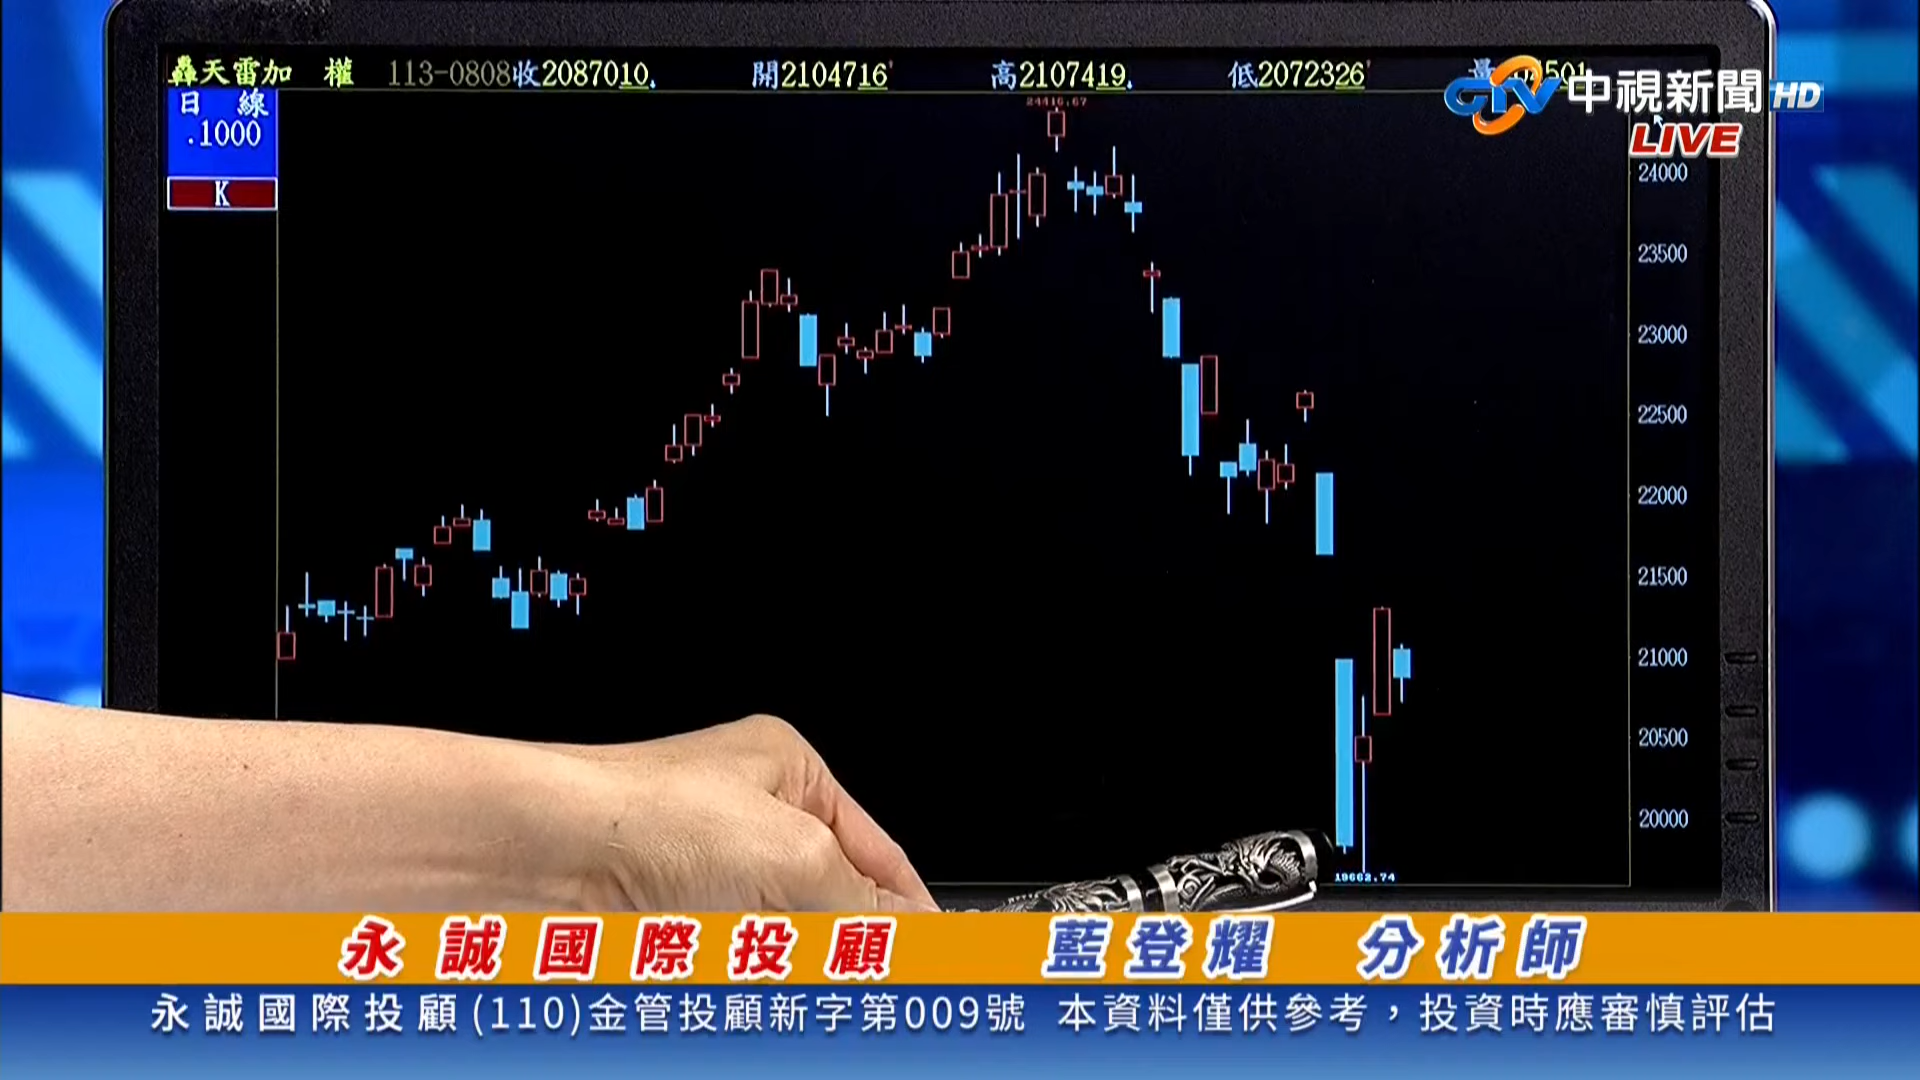 轟天雷加 權 113-0808收2087010 開2104716 高2107419 低2072326
日 線
.1000
K
CTV 中視新聞 HD
LIVE
24416.67
24000
23500
23000
22500
22000
21500
21000
20500
20000
19662.74
永誠國際投顧 藍登耀 分析師
永誠國際投顧(110)金管投顧新字第009號 本資料僅供參考,投資時應審慎評估